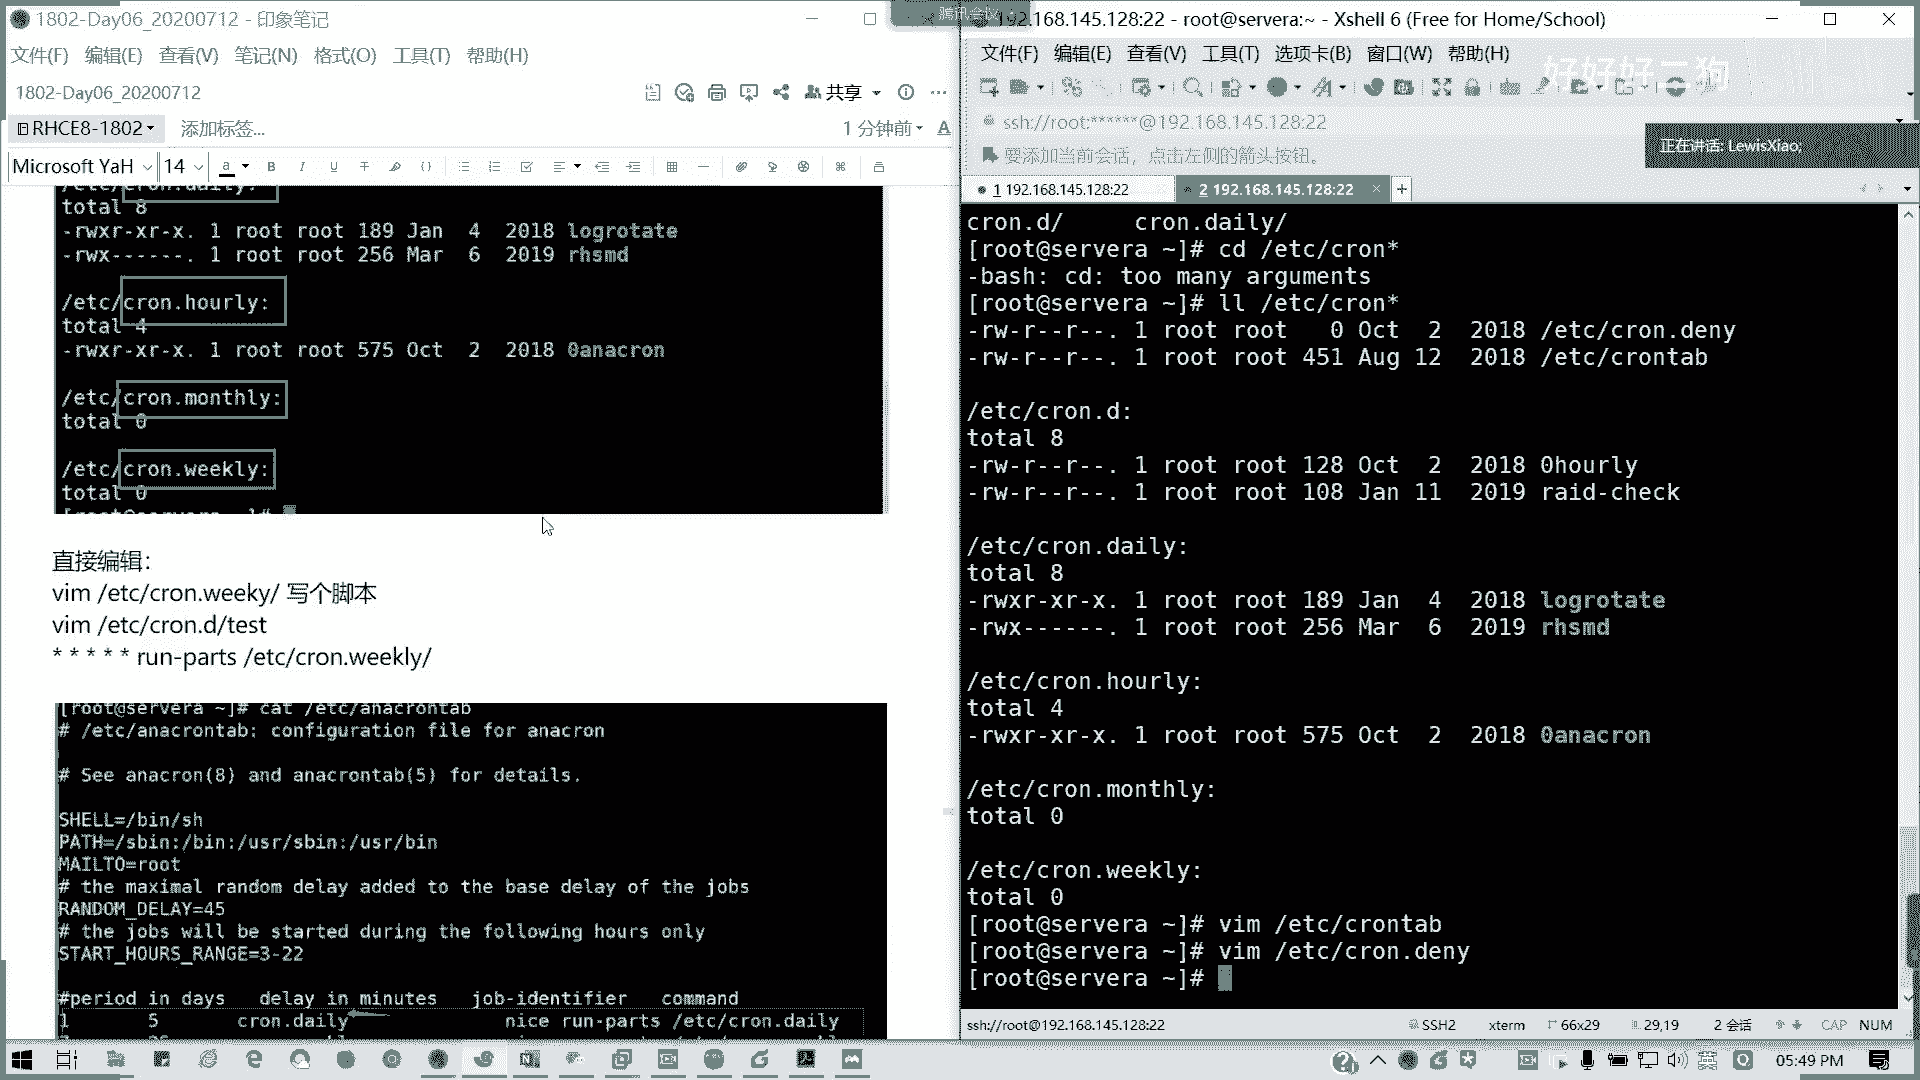 1802-Day06_20200712 - 印象笔记
文件(F) 编辑(E) 查看(V) 笔记(N) 格式(O) 工具(T) 帮助(H)
1802-Day06_20200712
共享
RHCE8-1802 添加标签...
1 分钟前
Microsoft YaH 14
/etc/cron.daily:
total 8
-rwxr-xr-x. 1 root root 189 Jan 4 2018 logrotate
-rwx------. 1 root root 256 Mar 6 2019 rhsmd
/etc/cron.hourly:
total 4
-rwxr-xr-x. 1 root root 575 Oct 2 2018 0anacron
/etc/cron.monthly:
total 0
/etc/cron.weekly:
total 0
直接编辑:
vim /etc/cron.weeky/ 写个脚本
vim /etc/cron.d/test
* * * * * run-parts /etc/cron.weekly/
[root@servera ~]# cat /etc/anacrontab
# /etc/anacrontab: configuration file for anacron
# See anacron(8) and anacrontab(5) for details.
SHELL=/bin/sh
PATH=/sbin:/bin:/usr/sbin:/usr/bin
MAILTO=root
# the maximal random delay added to the base delay of the jobs
RANDOM_DELAY=45
# the jobs will be started during the following hours only
START_HOURS_RANGE=3-22
#period in days delay in minutes job-identifier command
1 5 cron.daily nice run-parts /etc/cron.daily
腾讯会议
192.168.145.128:22 - root@servera:~ - Xshell 6 (Free for Home/School)
文件(F) 编辑(E) 查看(V) 工具(T) 选项卡(B) 窗口(W) 帮助(H)
好好好二狗
ssh://root:******@192.168.145.128:22
正在讲话: LewisXiao;
要添加当前会话，点击左侧的箭头按钮。
1 192.168.145.128:22
2 192.168.145.128:22
cron.d/ cron.daily/
[root@servera ~]# cd /etc/cron*
-bash: cd: too many arguments
[root@servera ~]# ll /etc/cron*
-rw-r--r--. 1 root root 0 Oct 2 2018 /etc/cron.deny
-rw-r--r--. 1 root root 451 Aug 12 2018 /etc/crontab
/etc/cron.d:
total 8
-rw-r--r--. 1 root root 128 Oct 2 2018 0hourly
-rw-r--r--. 1 root root 108 Jan 11 2019 raid-check
/etc/cron.daily:
total 8
-rwxr-xr-x. 1 root root 189 Jan 4 2018 logrotate
-rwx------. 1 root root 256 Mar 6 2019 rhsmd
/etc/cron.hourly:
total 4
-rwxr-xr-x. 1 root root 575 Oct 2 2018 0anacron
/etc/cron.monthly:
total 0
/etc/cron.weekly:
total 0
[root@servera ~]# vim /etc/crontab
[root@servera ~]# vim /etc/cron.deny
[root@servera ~]#
ssh://root@192.168.145.128:22 SSH2 xterm 66x29 29,19 2 会话 CAP NUM
英
05:49 PM